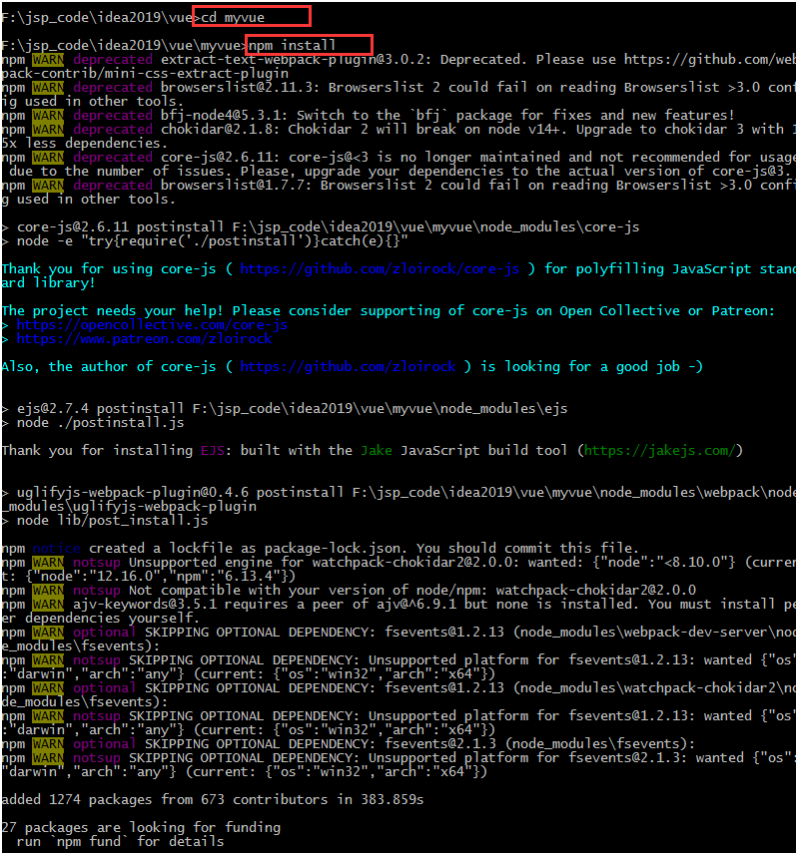 F:\jsp_code\idea2019\vue>cd myvue
F:\jsp_code\idea2019\vue\myvue>npm install
npm WARN deprecated extract-text-webpack-plugin@3.0.2: Deprecated. Please use https://github.com/web
pack-contrib/mini-css-extract-plugin
npm WARN deprecated browserslist@2.11.3: Browserslist 2 could fail on reading Browserslist >3.0 conf
ig used in other tools.
npm WARN deprecated bfj-node4@5.3.1: Switch to the `bfj` package for fixes and new features!
npm WARN deprecated chokidar@2.1.8: Chokidar 2 will break on node v14+. Upgrade to chokidar 3 with 1
5x less dependencies.
npm WARN deprecated core-js@2.6.11: core-js@<3 is no longer maintained and not recommended for usage
due to the number of issues. Please, upgrade your dependencies to the actual version of core-js@3.
npm WARN deprecated browserslist@1.7.7: Browserslist 2 could fail on reading Browserslist >3.0 confi
g used in other tools.
> core-js@2.6.11 postinstall F:\jsp_code\idea2019\vue\myvue\node_modules\core-js
> node -e "try{require('./postinstall')}catch(e){}"
Thank you for using core-js ( https://github.com/zloirock/core-js ) for polyfilling JavaScript stand
ard library!
The project needs your help! Please consider supporting of core-js on Open Collective or Patreon:
> https://opencollective.com/core-js
> https://www.patreon.com/zloirock
Also, the author of core-js ( https://github.com/zloirock ) is looking for a good job -)
> ejs@2.7.4 postinstall F:\jsp_code\idea2019\vue\myvue\node_modules\ejs
> node ./postinstall.js
Thank you for installing EJS: built with the Jake JavaScript build tool (https://jakejs.com/)
> uglifyjs-webpack-plugin@0.4.6 postinstall F:\jsp_code\idea2019\vue\myvue\node_modules\webpack\node
_modules\uglifyjs-webpack-plugin
> node lib/post_install.js
npm notice created a lockfile as package-lock.json. You should commit this file.
npm WARN notsup Unsupported engine for watchpack-chokidar2@2.0.0: wanted: {"node":"<8.10.0"} (curren
t: {"node":"12.16.0","npm":"6.13.4"})
npm WARN notsup Not compatible with your version of node/npm: watchpack-chokidar2@2.0.0
npm WARN ajv-keywords@3.5.1 requires a peer of ajv@^6.9.1 but none is installed. You must install pe
er dependencies yourself.
npm WARN optional SKIPPING OPTIONAL DEPENDENCY: fsevents@1.2.13 (node_modules\webpack-dev-server\nod
e_modules\fsevents):
npm WARN notsup SKIPPING OPTIONAL DEPENDENCY: Unsupported platform for fsevents@1.2.13: wanted {"os"
:"darwin","arch":"any"} (current: {"os":"win32","arch":"x64"})
npm WARN optional SKIPPING OPTIONAL DEPENDENCY: fsevents@1.2.13 (node_modules\watchpack-chokidar2\no
de_modules\fsevents):
npm WARN notsup SKIPPING OPTIONAL DEPENDENCY: Unsupported platform for fsevents@1.2.13: wanted {"os"
:"darwin","arch":"any"} (current: {"os":"win32","arch":"x64"})
npm WARN optional SKIPPING OPTIONAL DEPENDENCY: fsevents@2.1.3 (node_modules\fsevents):
npm WARN notsup SKIPPING OPTIONAL DEPENDENCY: Unsupported platform for fsevents@2.1.3: wanted {"os":
"darwin","arch":"any"} (current: {"os":"win32","arch":"x64"})
added 1274 packages from 673 contributors in 383.859s
27 packages are looking for funding
run `npm fund` for details